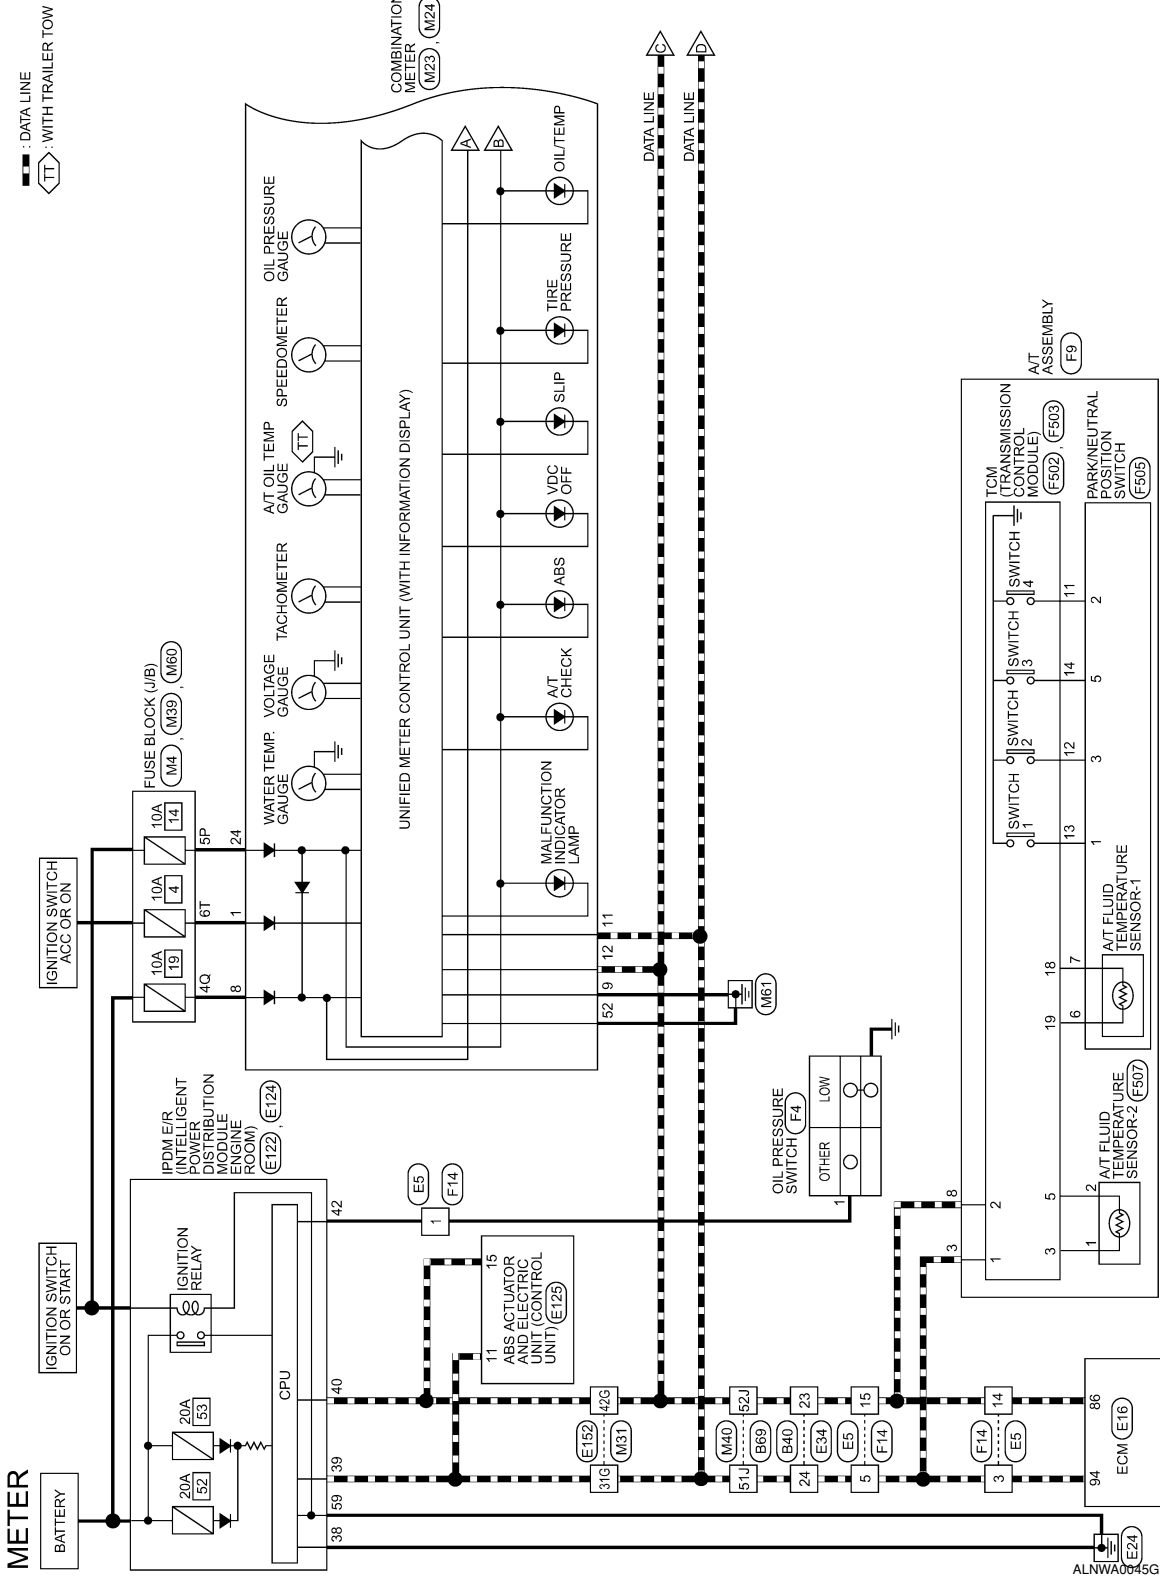 METER
: DATA LINE
TT : WITH TRAILER TOW
BATTERY
IGNITION SWITCH
ON OR START
IGNITION SWITCH
ACC OR ON
IPDM E/R
(INTELLIGENT
POWER
DISTRIBUTION
MODULE
ENGINE
ROOM)
E122 , E124
20A
52
20A
53
IGNITION
RELAY
CPU
38
59
39
40
42
FUSE BLOCK (J/B)
M4 , M39 , M60
10A
19
10A
4
10A
14
4Q
6T
5P
8
1
24
COMBINATION
METER
M23 , M24
WATER TEMP.
GAUGE
VOLTAGE
GAUGE
TACHOMETER
A/T OIL TEMP
GAUGE
TT
SPEEDOMETER
OIL PRESSURE
GAUGE
UNIFIED METER CONTROL UNIT (WITH INFORMATION DISPLAY)
A
B
MALFUNCTION
INDICATOR
LAMP
A/T
CHECK
ABS
VDC
OFF
SLIP
TIRE
PRESSURE
OIL/TEMP
52
9
12
11
M61
DATA LINE
C
DATA LINE
D
E5
1
F14
11
15
ABS ACTUATOR
AND ELECTRIC
UNIT (CONTROL
UNIT)
E125
31G
E152
M31
42G
51J
M40
B69
52J
24
B40
E34
23
5
E5
F14
15
3
F14
E5
14
94
86
ECM
E16
E24
OIL PRESSURE
SWITCH
F4
OTHER
LOW
1
A/T
ASSEMBLY
F9
3
8
1
2
TCM
(TRANSMISSION
CONTROL
MODULE)
F502 , F503
3
5
19
18
13
12
14
11
SWITCH
1
SWITCH
2
SWITCH
3
SWITCH
4
1
2
A/T FLUID
TEMPERATURE
SENSOR-2
F507
6
7
A/T FLUID
TEMPERATURE
SENSOR-1
1
3
5
2
PARK/NEUTRAL
POSITION
SWITCH
F505
ALNWA0045G